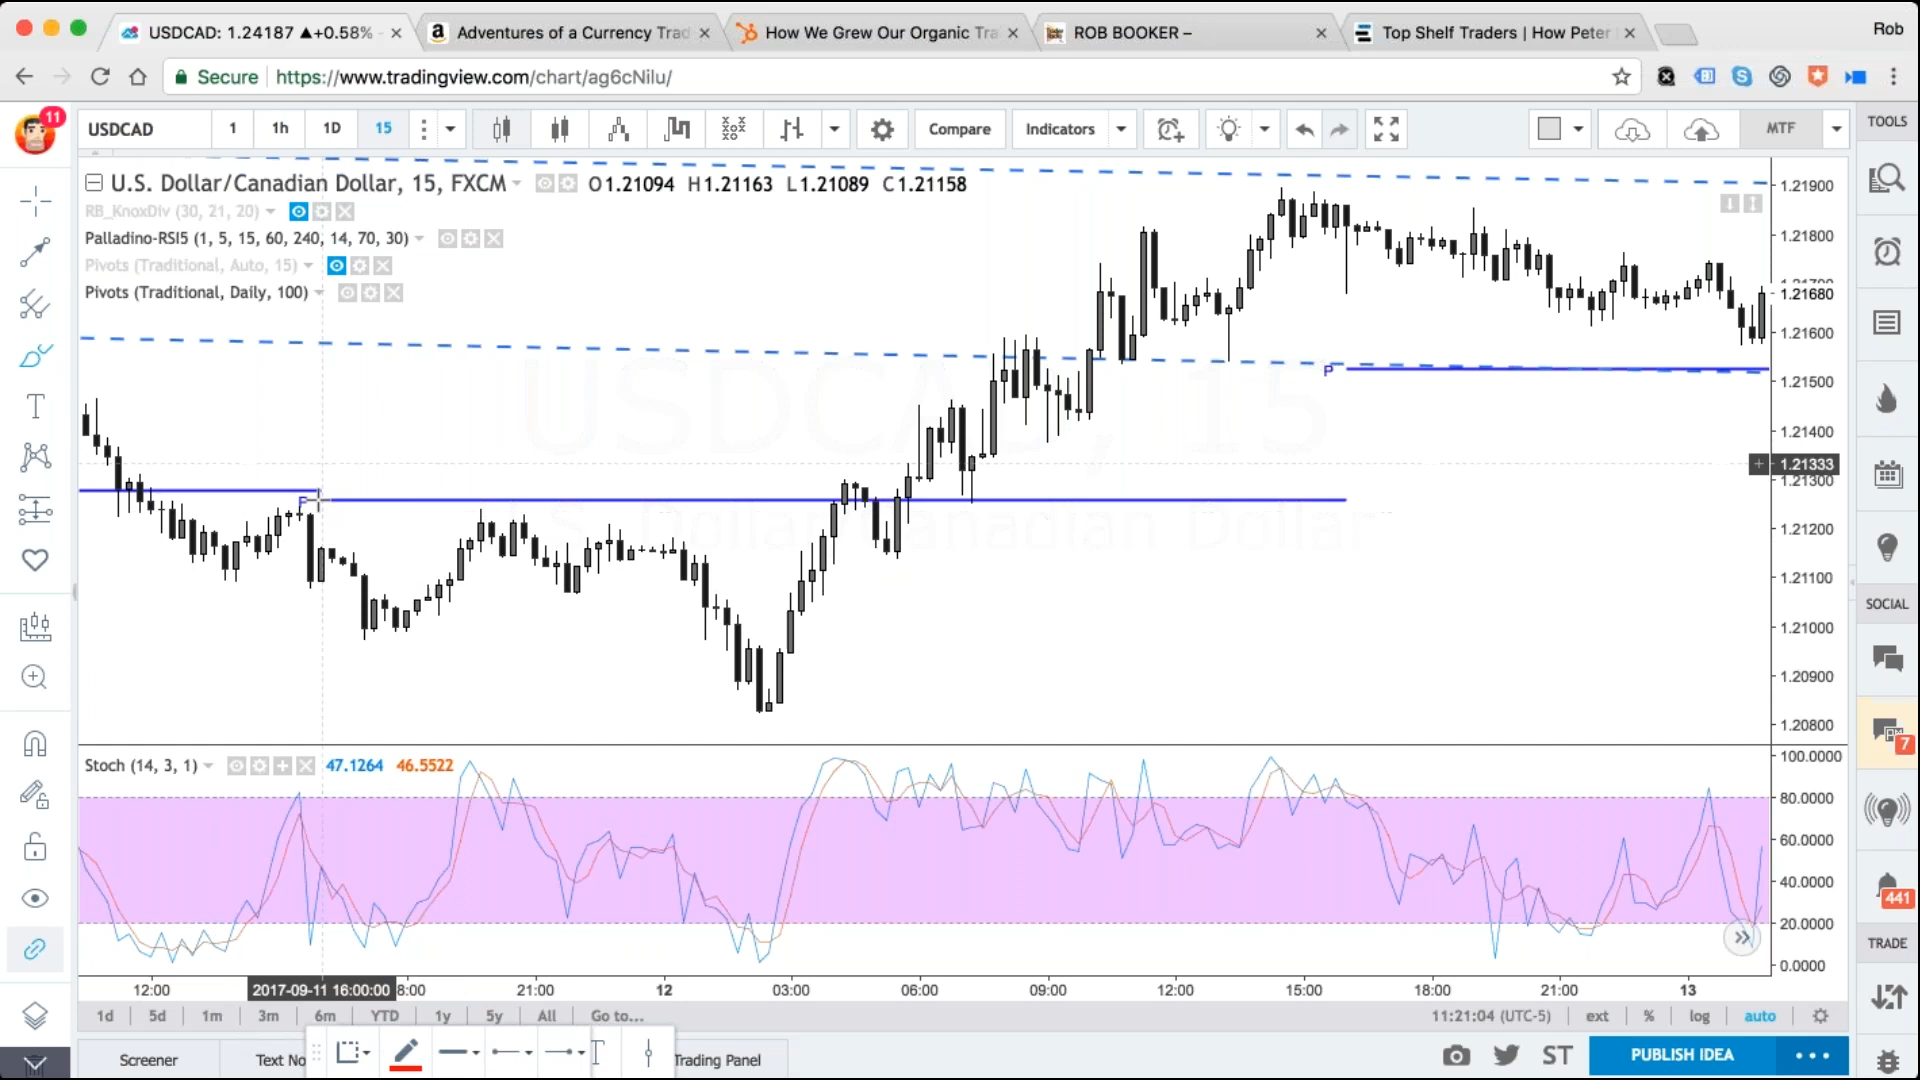 USDCAD: 1.24187 ▲+0.58% -
Adventures of a Currency Trad
How We Grew Our Organic Tra
ROB BOOKER –
Top Shelf Traders | How Peter
Rob
Secure
https://www.tradingview.com/chart/ag6cNilu/
11
USDCAD
1
1h
1D
15
Compare
Indicators
MTF
TOOLS
U.S. Dollar/Canadian Dollar, 15, FXCM
O1.21094 H1.21163 L1.21089 C1.21158
RB_KnoxDiv (30, 21, 20)
Palladino-RSI5 (1, 5, 15, 60, 240, 14, 70, 30)
Pivots (Traditional, Auto, 15)
Pivots (Traditional, Daily, 100)
USDCAD, 15
U.S. Dollar/Canadian Dollar
P
P
1.21900
1.21800
1.21680
1.21600
1.21500
1.21400
1.21333
1.21300
1.21200
1.21100
1.21000
1.20900
1.20800
Stoch (14, 3, 1)
47.1264
46.5522
100.0000
80.0000
60.0000
40.0000
20.0000
0.0000
12:00
2017-09-11 16:00:00
8:00
21:00
12
03:00
06:00
09:00
12:00
15:00
18:00
21:00
13
1d
5d
1m
3m
6m
YTD
1y
5y
All
Go to...
11:21:04 (UTC-5)
ext
%
log
auto
Screener
Text No
Trading Panel
ST
PUBLISH IDEA
SOCIAL
7
441
TRADE